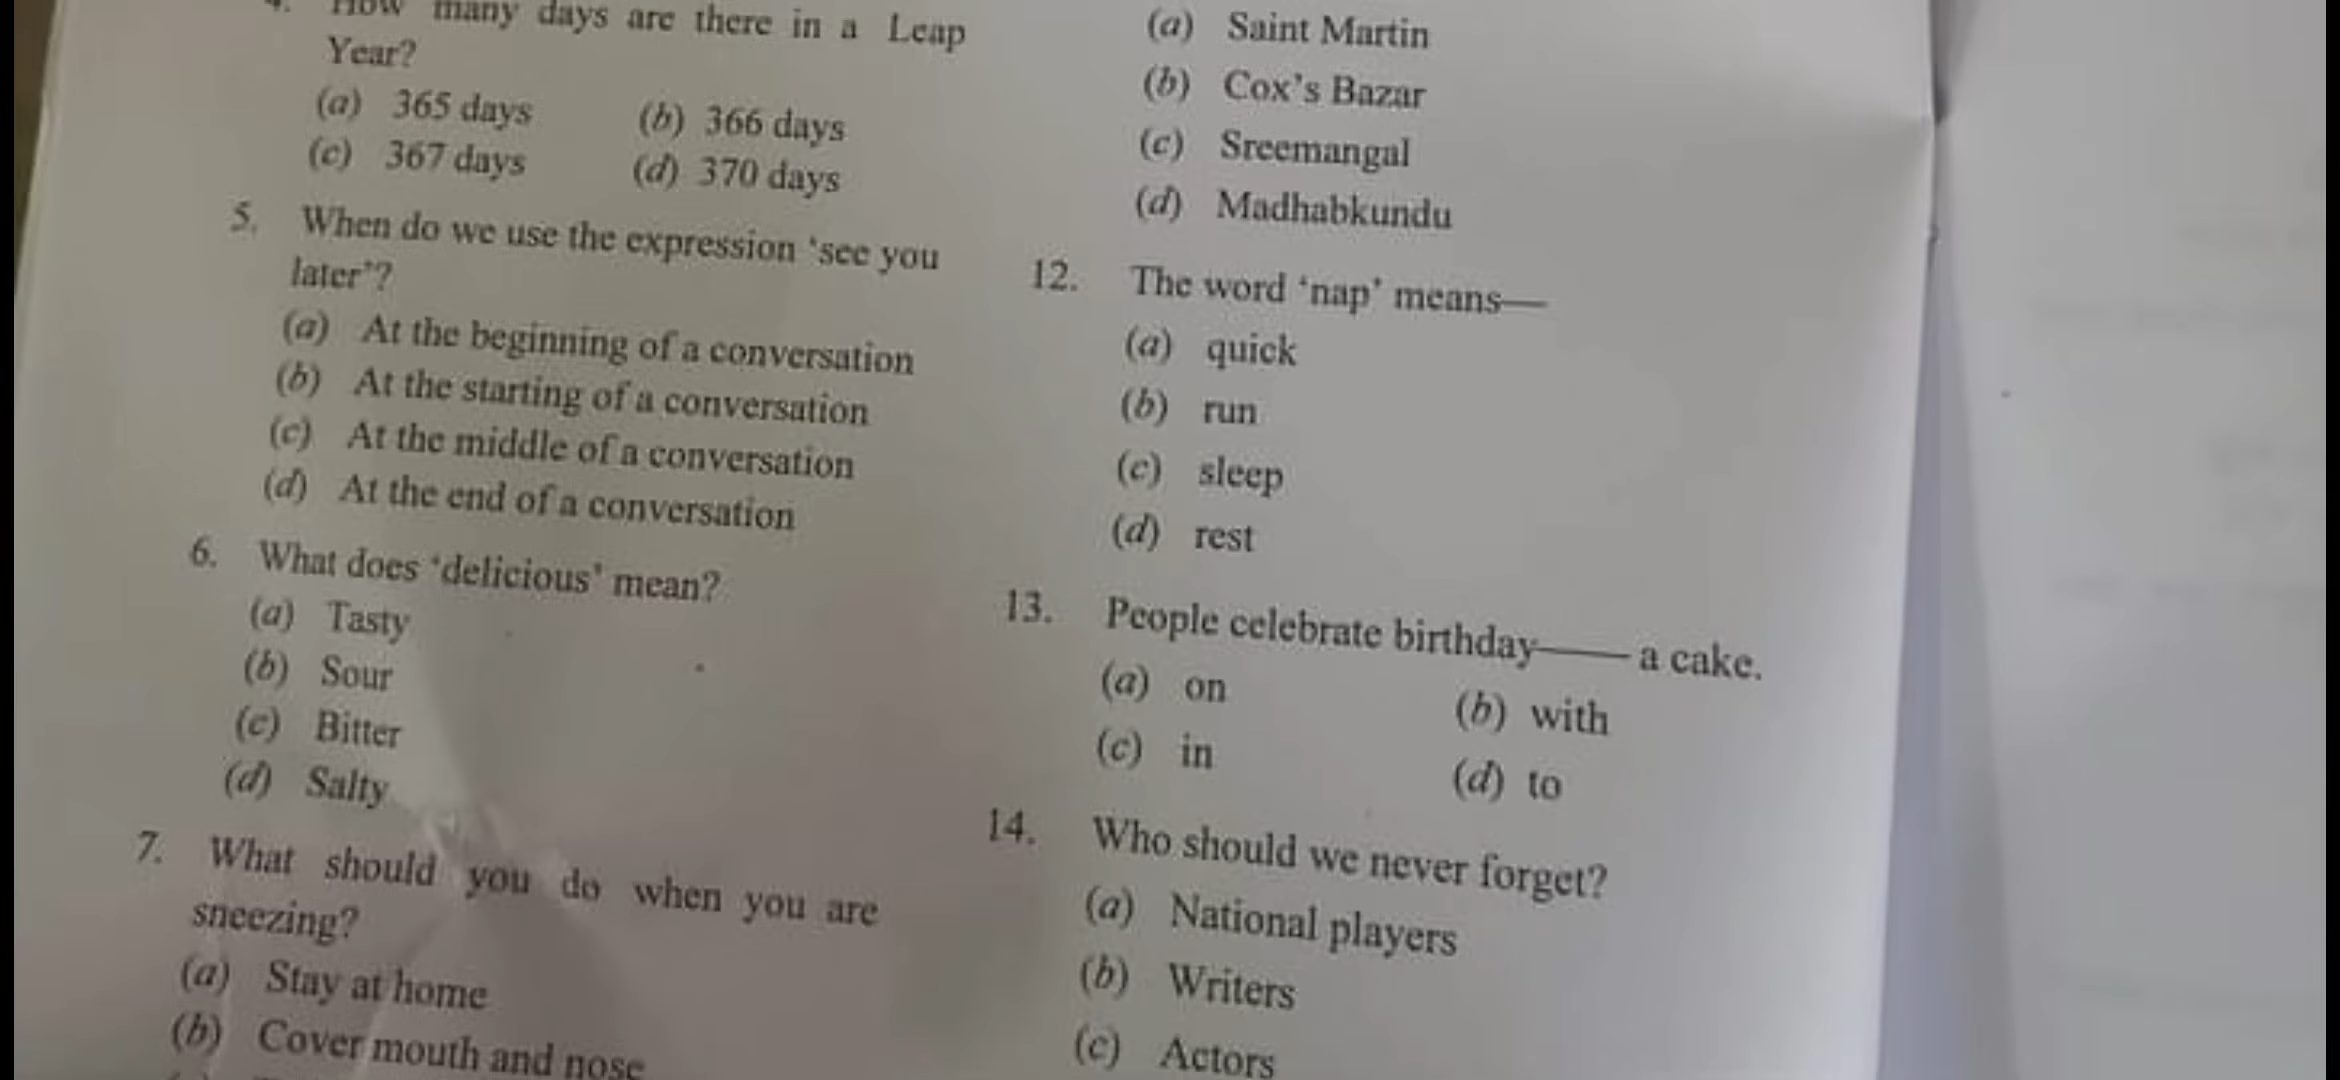 4. How many days are there in a Leap
Year?
(a) 365 days (b) 366 days
(c) 367 days (d) 370 days
5. When do we use the expression ‘see you
later’?
(a) At the beginning of a conversation
(b) At the starting of a conversation
(c) At the middle of a conversation
(d) At the end of a conversation
6. What does ‘delicious’ mean?
(a) Tasty
(b) Sour
(c) Bitter
(d) Salty
7. What should you do when you are
sneezing?
(a) Stay at home
(b) Cover mouth and nose
(a) Saint Martin
(b) Cox’s Bazar
(c) Sreemangal
(d) Madhabkundu
12. The word ‘nap’ means—
(a) quick
(b) run
(c) sleep
(d) rest
13. People celebrate birthday—— a cake.
(a) on (b) with
(c) in (d) to
14. Who should we never forget?
(a) National players
(b) Writers
(c) Actors